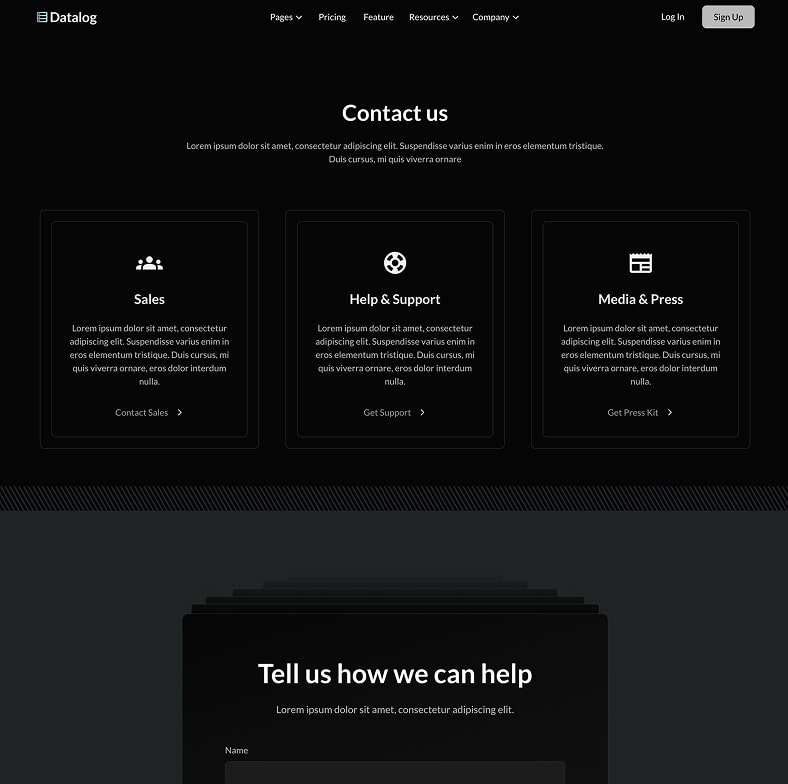 Datalog
Pages
Pricing
Feature
Resources
Company
Log In
Sign Up
Contact us
Lorem ipsum dolor sit amet, consectetur adipiscing elit. Suspendisse varius enim in eros elementum tristique.
Duis cursus, mi quis viverra ornare
Sales
Lorem ipsum dolor sit amet, consectetur
adipiscing elit. Suspendisse varius enim in
eros elementum tristique. Duis cursus, mi
quis viverra ornare, eros dolor interdum
nulla.
Contact Sales
Help & Support
Lorem ipsum dolor sit amet, consectetur
adipiscing elit. Suspendisse varius enim in
eros elementum tristique. Duis cursus, mi
quis viverra ornare, eros dolor interdum
nulla.
Get Support
Media & Press
Lorem ipsum dolor sit amet, consectetur
adipiscing elit. Suspendisse varius enim in
eros elementum tristique. Duis cursus, mi
quis viverra ornare, eros dolor interdum
nulla.
Get Press Kit
Tell us how we can help
Lorem ipsum dolor sit amet, consectetur adipiscing elit.
Name